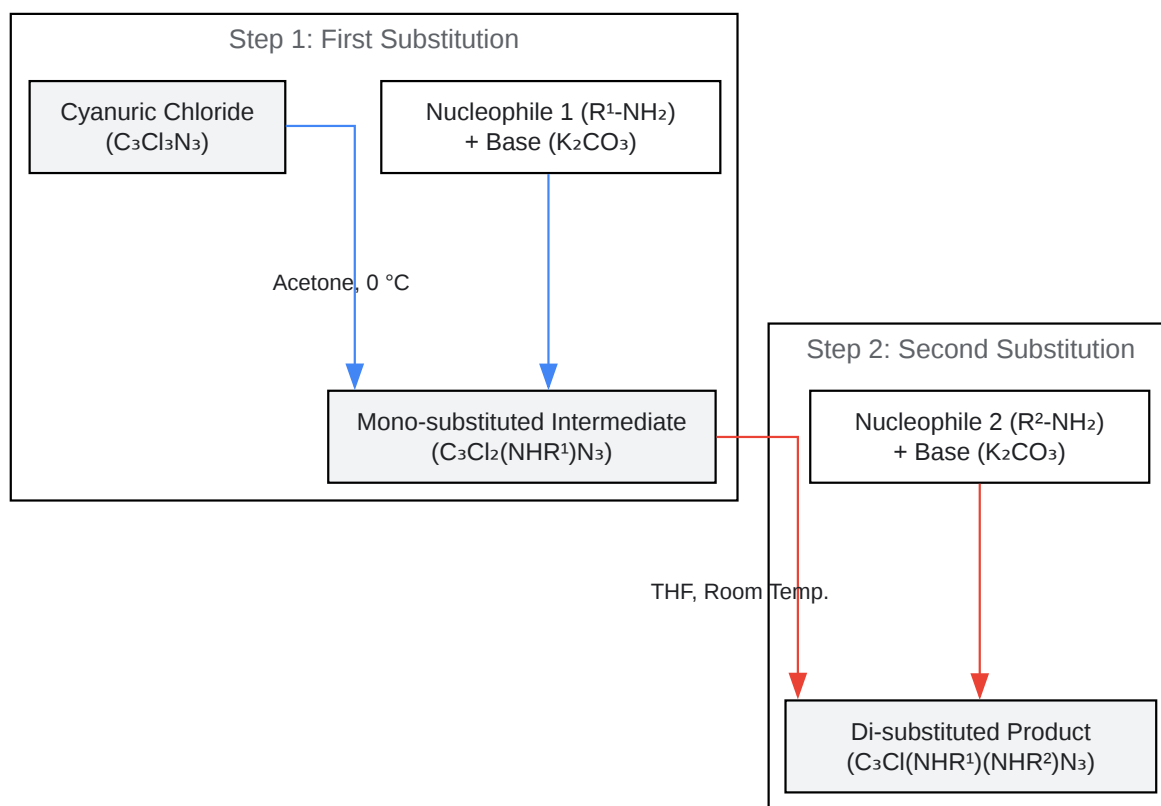 Step 1: First Substitution
Cyanuric Chloride
(C₃Cl₃N₃)
Nucleophile 1 (R¹-NH₂)
+ Base (K₂CO₃)
Acetone, 0 °C
Mono-substituted Intermediate
(C₃Cl₂(NHR¹)N₃)
Step 2: Second Substitution
Nucleophile 2 (R²-NH₂)
+ Base (K₂CO₃)
THF, Room Temp.
Di-substituted Product
(C₃Cl(NHR¹)(NHR²)N₃)